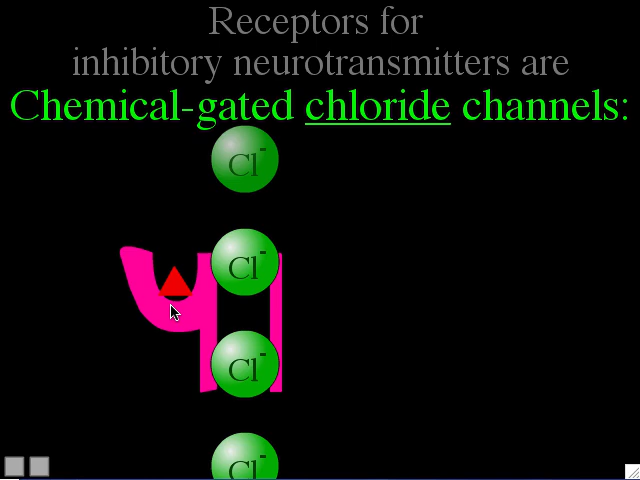 Receptors for
inhibitory neurotransmitters are
Chemical-gated chloride channels:
Cl-
Cl-
Cl-
Cl-